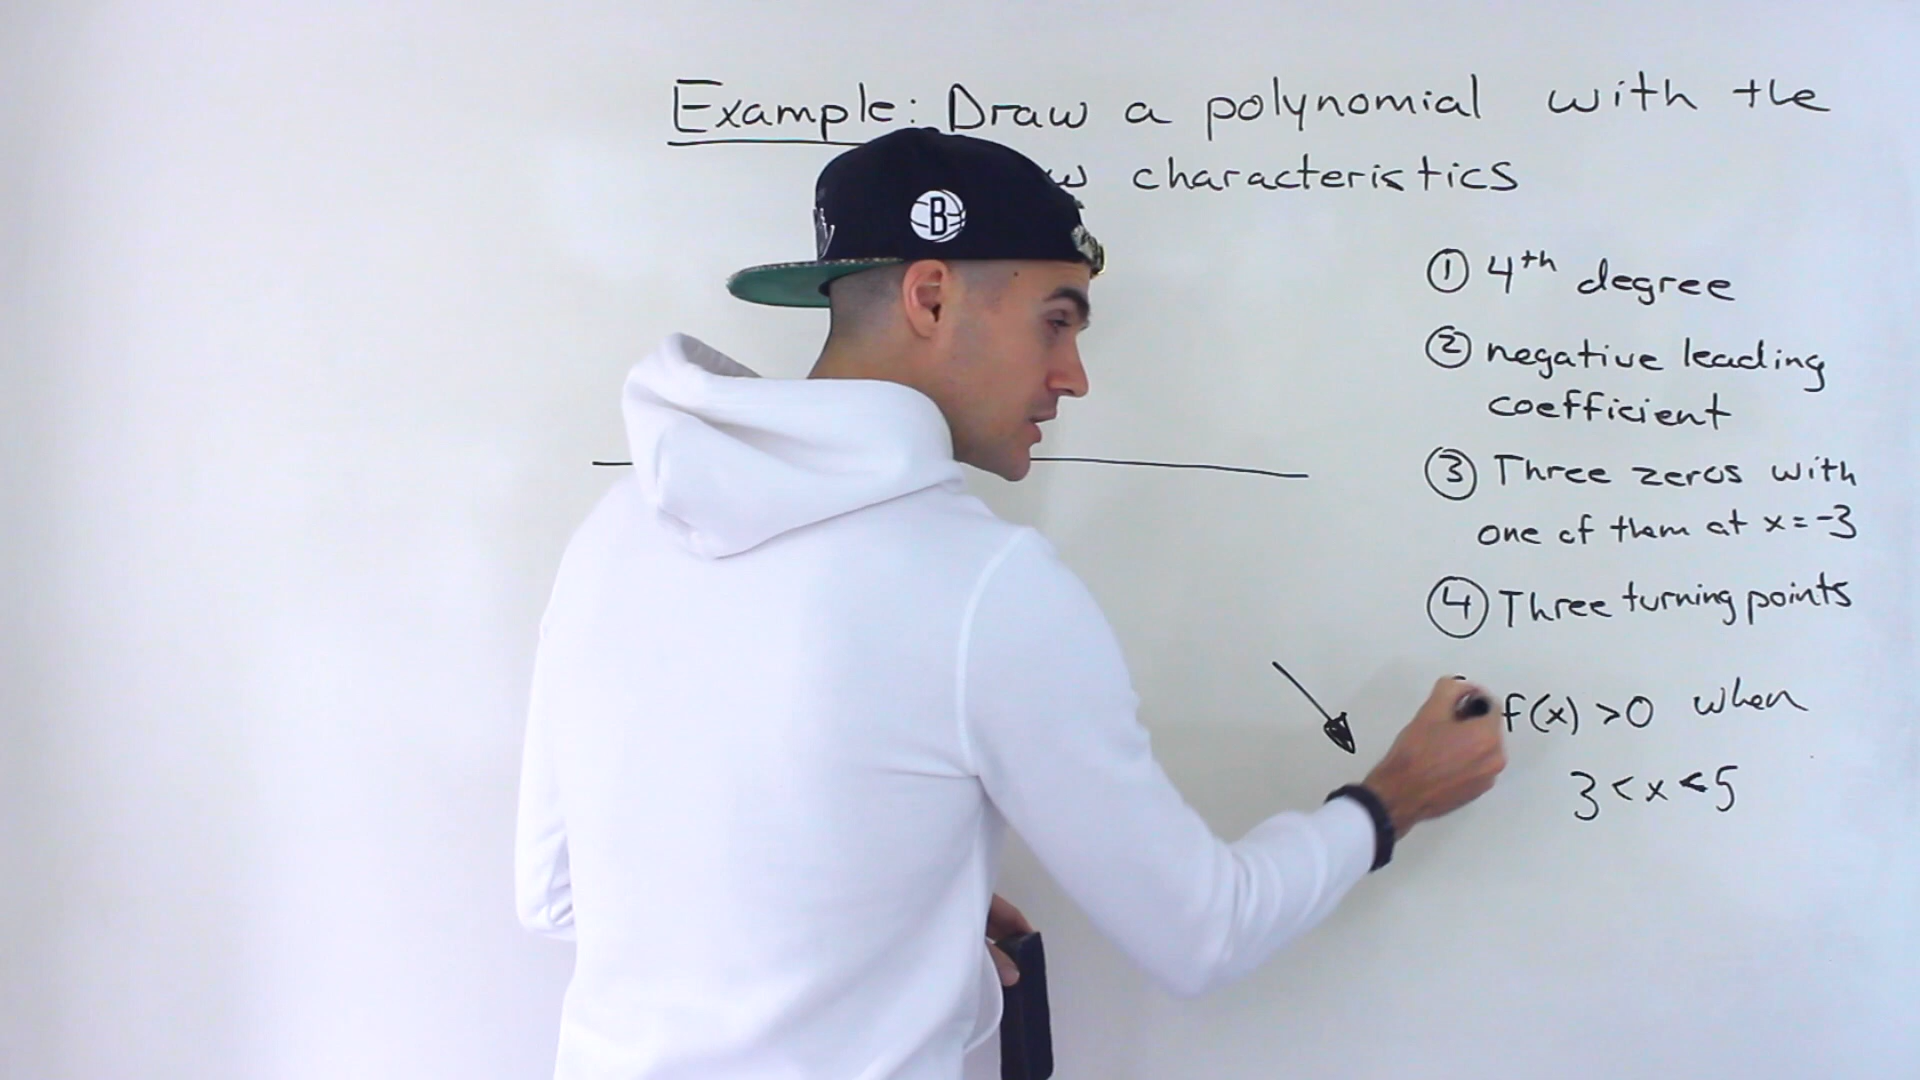 Example: Draw a polynomial with the
characteristics
① 4th degree
② negative leading
coefficient
③ Three zeros with
one of them at x=-3
④ Three turning points
f(x) >0 when
3<x<5
B